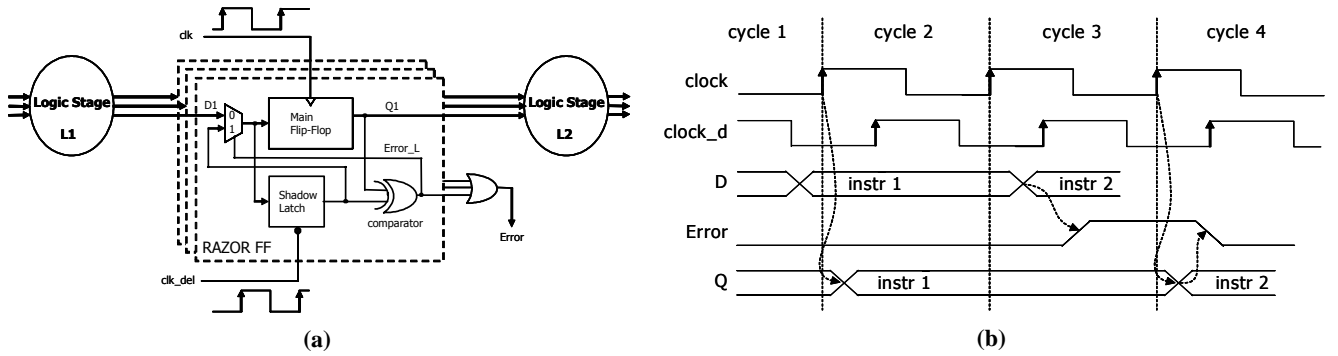 clk
Logic Stage
L1
D1
0
1
Main
Flip-Flop
Q1
Logic Stage
L2
Error_L
Shadow
Latch
comparator
Error
RAZOR FF
clk_del
(a)
cycle 1
cycle 2
cycle 3
cycle 4
clock
clock_d
D
instr 1
instr 2
Error
Q
instr 1
instr 2
(b)